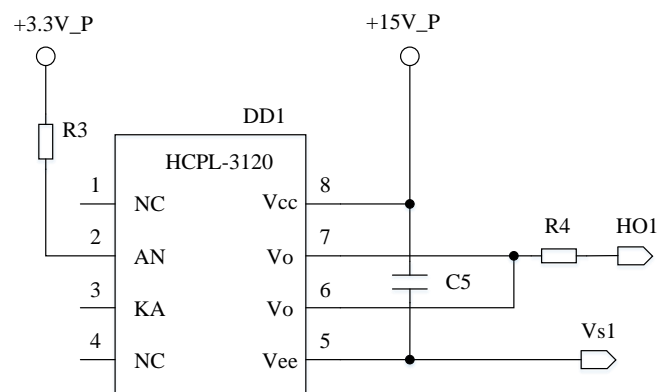 +3.3V_P
+15V_P
R3
DD1
HCPL-3120
1
NC
Vcc
8
2
AN
Vo
7
R4
HO1
3
KA
Vo
6
C5
4
NC
Vee
5
Vs1